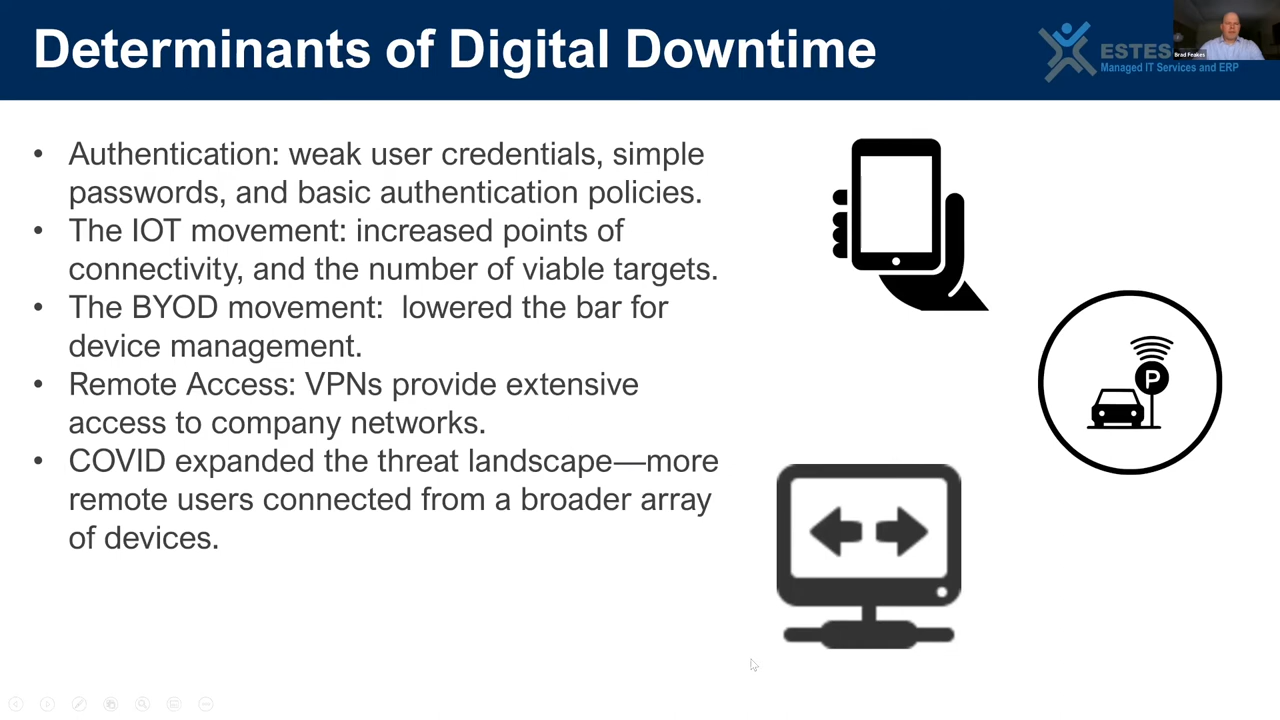 Determinants of Digital Downtime
ESTES
Managed IT Services and ERP
Brad Feakes
• Authentication: weak user credentials, simple
passwords, and basic authentication policies.
• The IOT movement: increased points of
connectivity, and the number of viable targets.
• The BYOD movement:  lowered the bar for
device management.
• Remote Access: VPNs provide extensive
access to company networks.
• COVID expanded the threat landscape—more
remote users connected from a broader array
of devices.
P